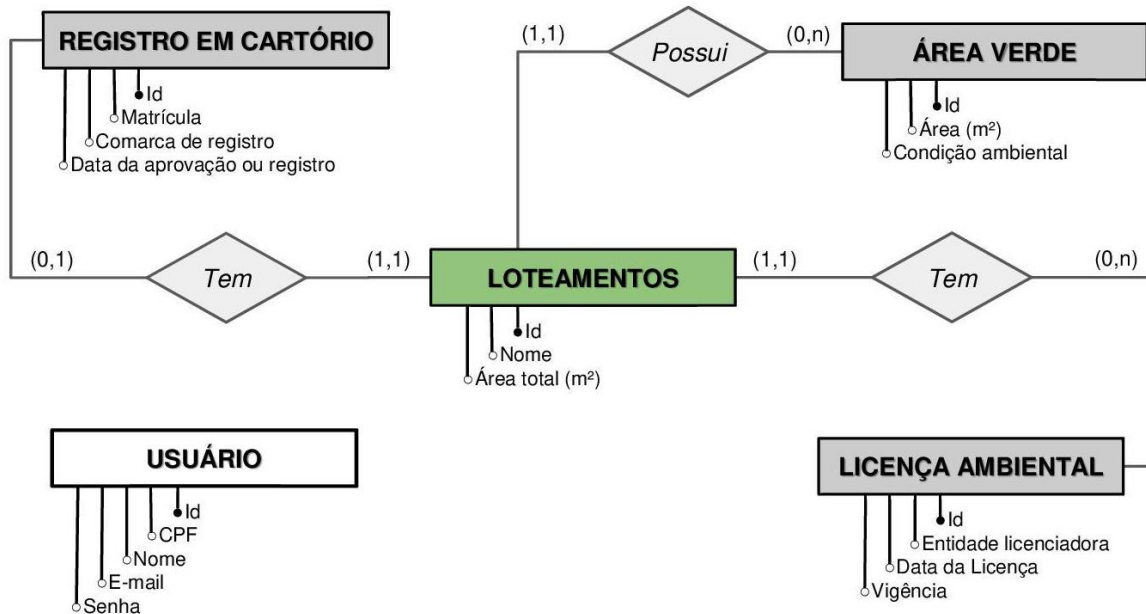 REGISTRO EM CARTÓRIO
Id
Matrícula
Comarca de registro
Data da aprovação ou registro
(1,1)
Possui
(0,n)
ÁREA VERDE
Id
Área (m²)
Condição ambiental
(0,1)
Tem
(1,1)
LOTEAMENTOS
Id
Nome
Área total (m²)
(1,1)
Tem
(0,n)
USUÁRIO
Id
CPF
Nome
E-mail
Senha
LICENÇA AMBIENTAL
Id
Entidade licenciadora
Data da Licença
Vigência